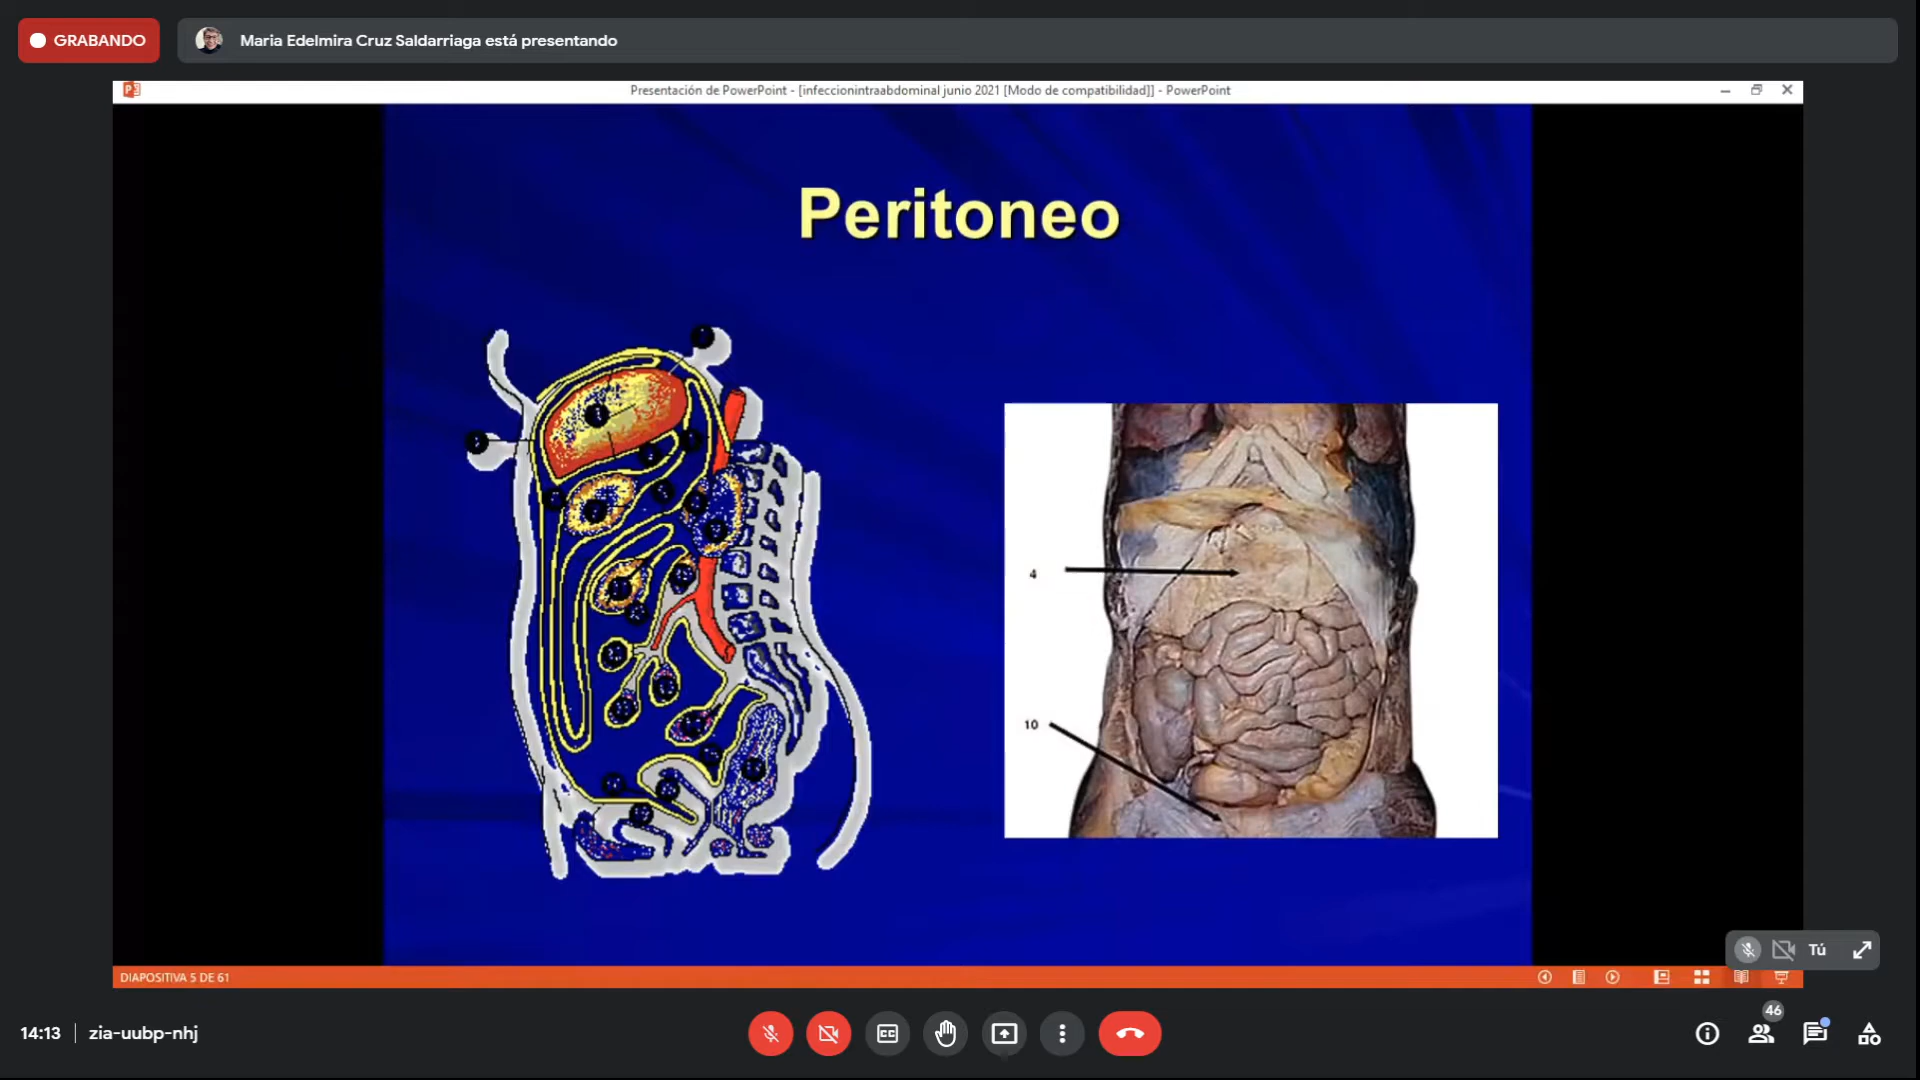 GRABANDO
Maria Edelmira Cruz Saldarriaga está presentando
Presentación de PowerPoint - [infeccionintraabdominal junio 2021 [Modo de compatibilidad]] - PowerPoint
Peritoneo
4
10
Tú
DIAPOSITIVA 5 DE 61
14:13
zia-uubp-nhj
CC
46